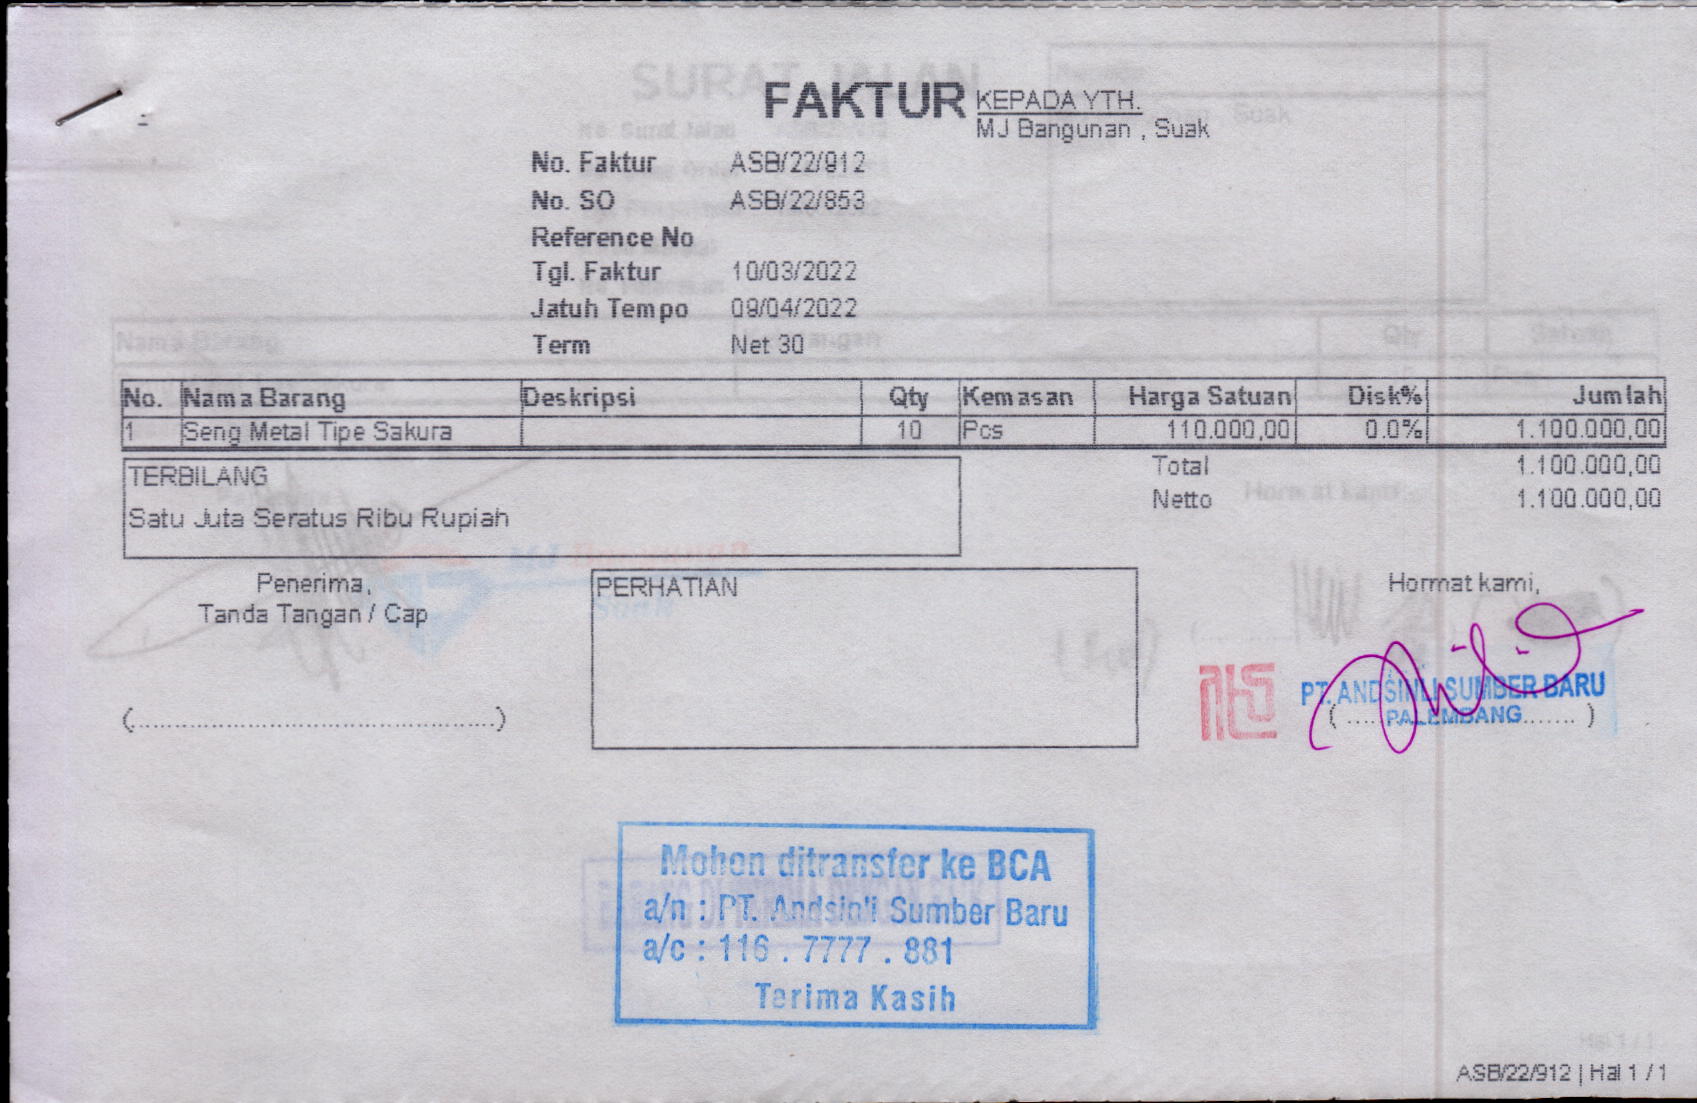 FAKTUR
KEPADA YTH.
MJ Bangunan , Suak
No. Faktur ASB/22/912
No. SO ASB/22/853
Reference No
Tgl. Faktur 10/03/2022
Jatuh Tempo 09/04/2022
Term Net 30
No. Nama Barang Deskripsi Qty Kemasan Harga Satuan Disk% Jumlah
1 Seng Metal Tipe Sakura 10 Pcs 110.000,00 0.0% 1.100.000,00
Total 1.100.000,00
Netto 1.100.000,00
TERBILANG
Satu Juta Seratus Ribu Rupiah
Penerima,
Tanda Tangan / Cap
(..............................................)
PERHATIAN
Hormat kami,
PT. ANDSIN'LI SUMBER BARU
PALEMBANG
Mohon ditransfer ke BCA
a/n : PT. Andsin'li Sumber Baru
a/c : 116 . 7777 . 881
Terima Kasih
ASB/22/912 | Hal 1 / 1
SURAT JALAN